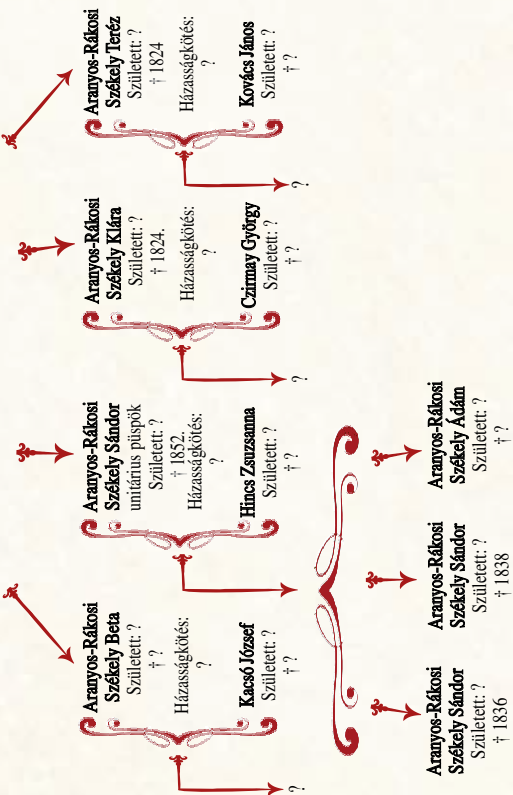 Aranyos-Rákosi
Székely Beta
Született: ?
† ?
Házasságkötés:
?
Kacsó József
Született: ?
† ?
?
Aranyos-Rákosi
Székely Sándor
unitárius püspök
Született: ?
† 1852.
Házasságkötés:
?
Hincs Zsuzsanna
Született: ?
† ?
Aranyos-Rákosi
Székely Klára
Született: ?
† 1824.
Házasságkötés:
?
Czirmay György
Született: ?
† ?
?
Aranyos-Rákosi
Székely Teréz
Született: ?
† 1824
Házasságkötés:
?
Kovács János
Született: ?
† ?
?
Aranyos-Rákosi
Székely Sándor
Született: ?
† 1836
Aranyos-Rákosi
Székely Sándor
Született: ?
† 1838
Aranyos-Rákosi
Székely Ádám
Született: ?
† ?